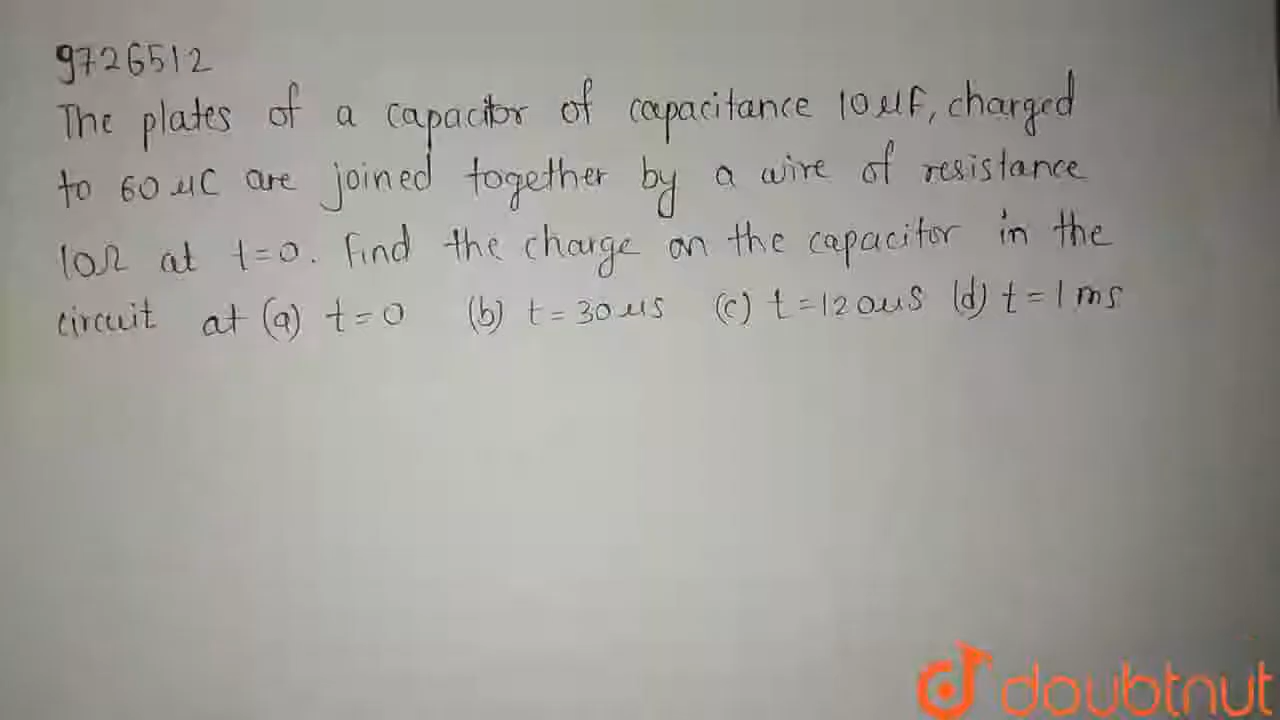 9726512
The plates of a capacitor of capacitance 10 μF, charged
to 60 μC are joined together by a wire of resistance
10Ω at t=0. Find the charge on the capacitor in the
circuit at (a) t=0 (b) t=30 μs (c) t=120μs (d) t=1 ms
doubtnut